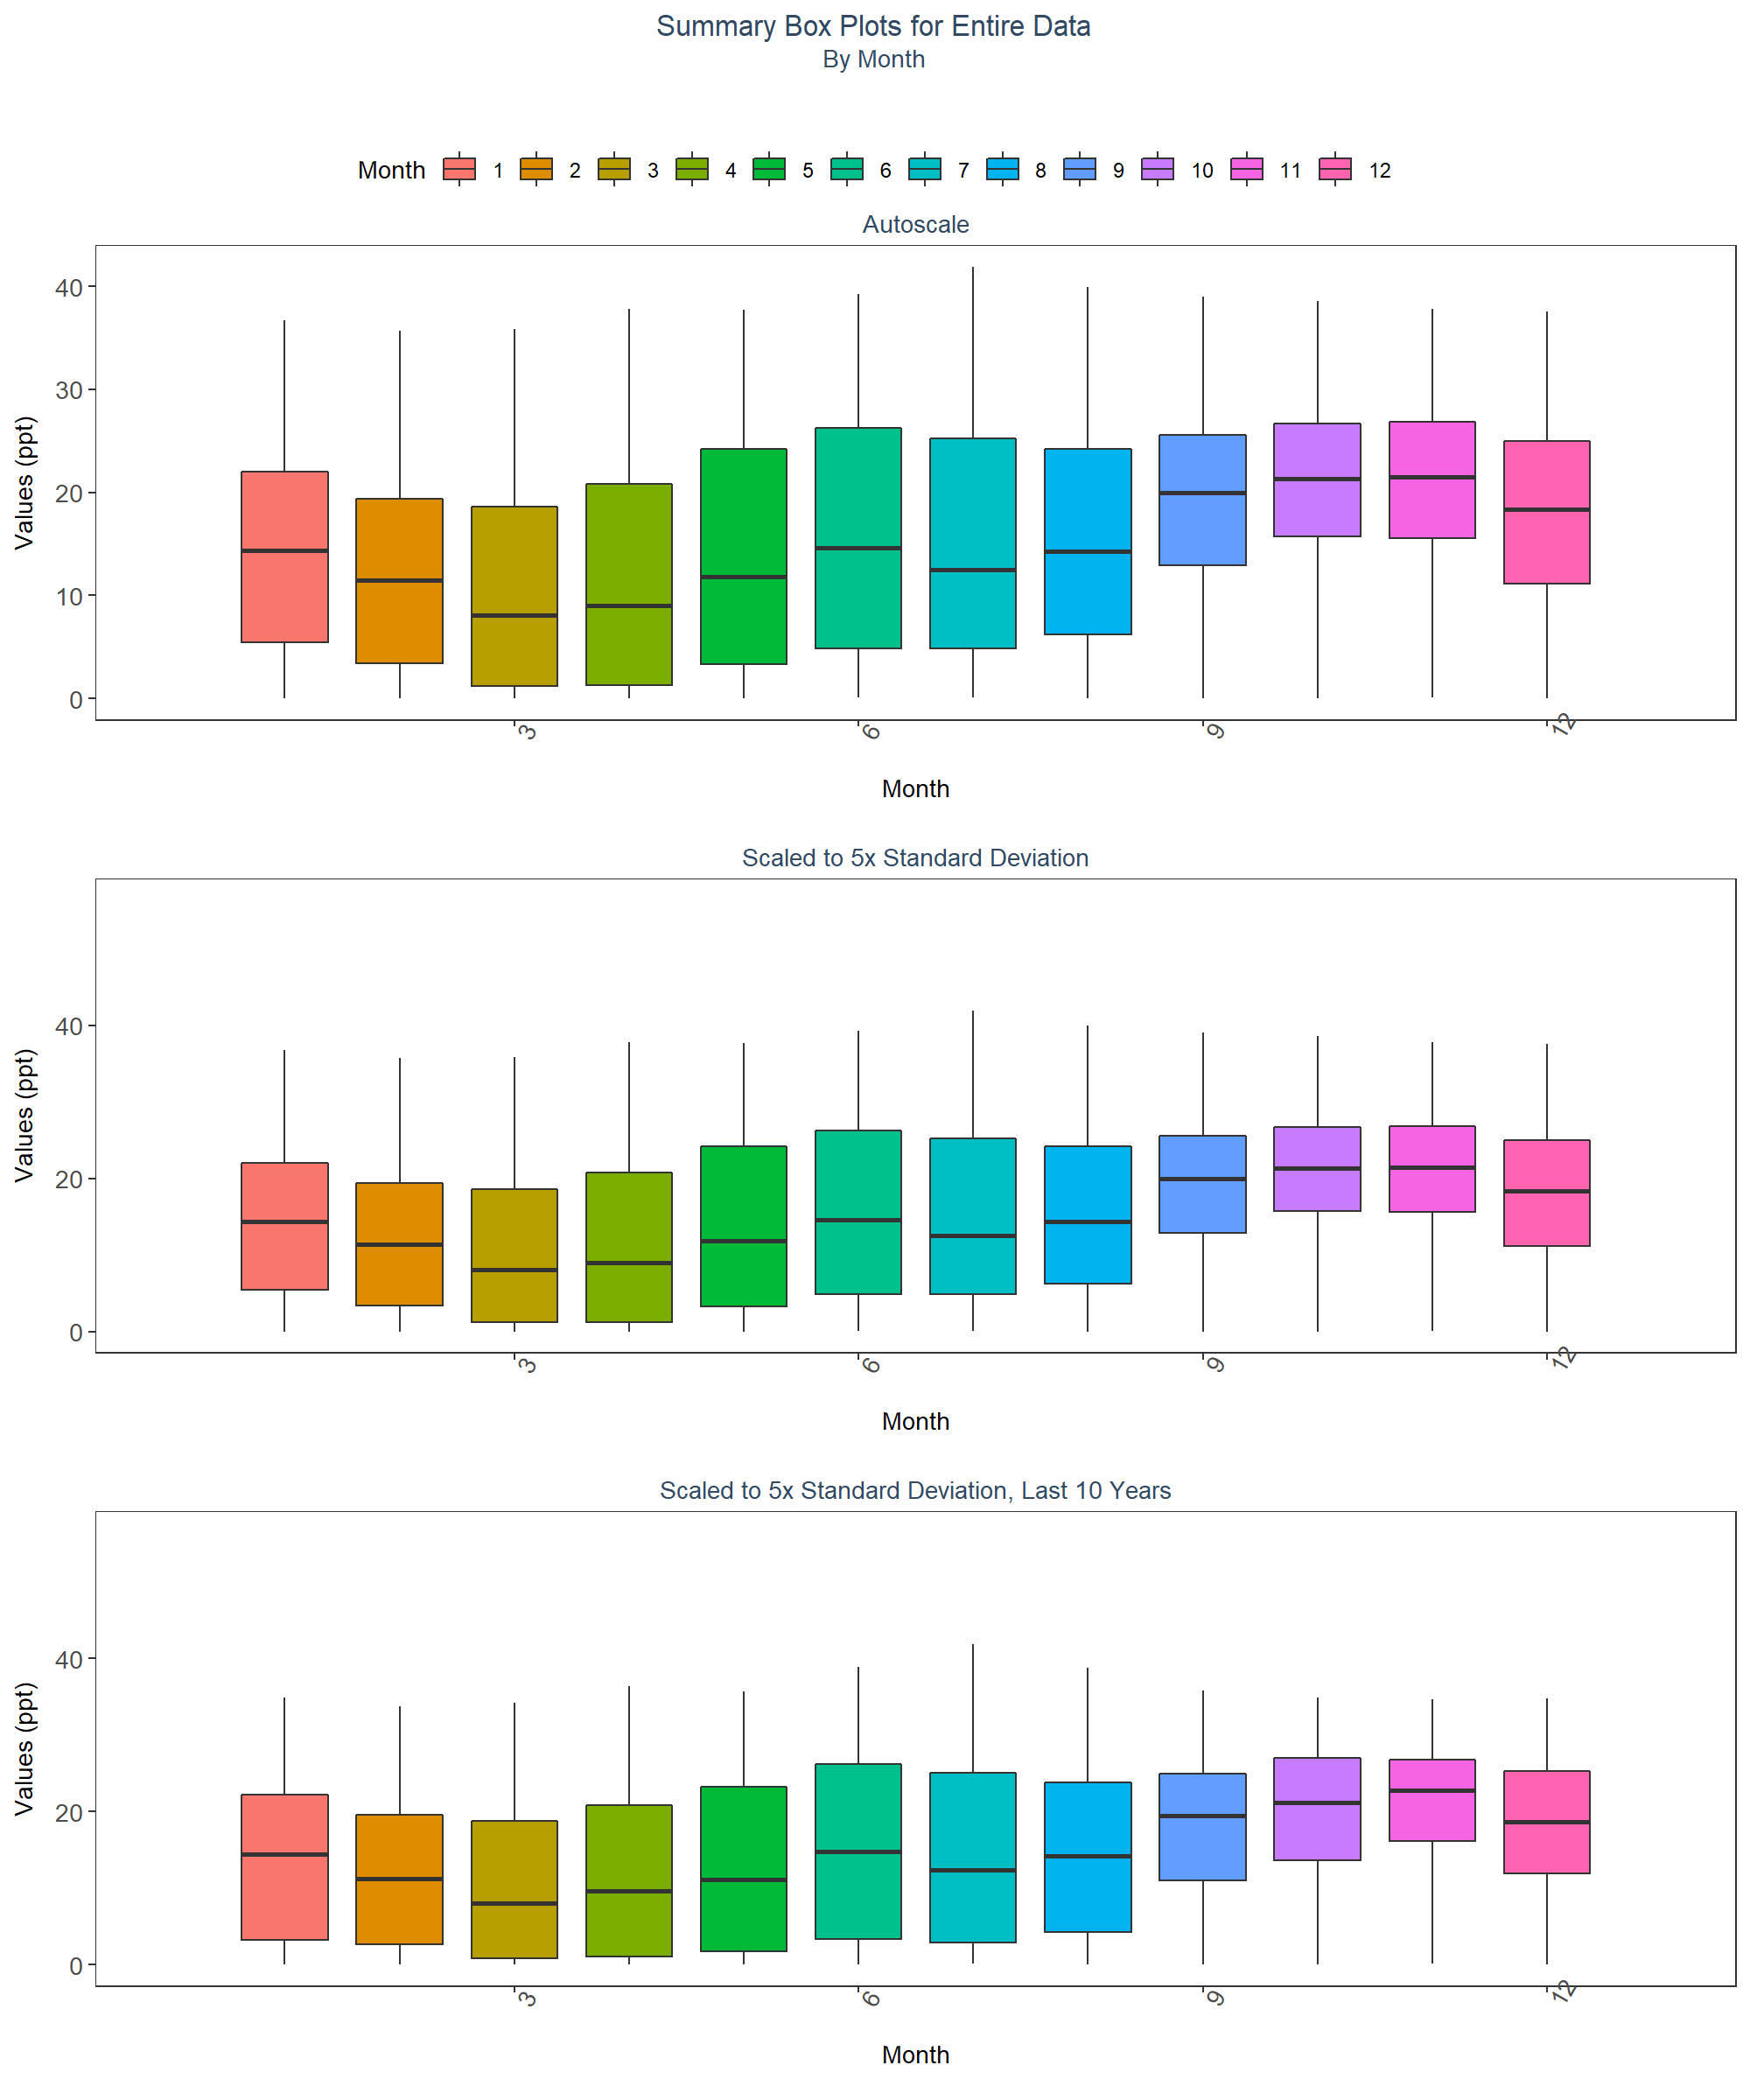 Summary Box Plots for Entire Data
By Month
Month 1 2 3 4 5 6 7 8 9 10 11 12
Autoscale
Values (ppt)
40
30
20
10
0
3 6 9 12
Month
Scaled to 5x Standard Deviation
Values (ppt)
40
20
0
3 6 9 12
Month
Scaled to 5x Standard Deviation, Last 10 Years
Values (ppt)
40
20
0
3 6 9 12
Month